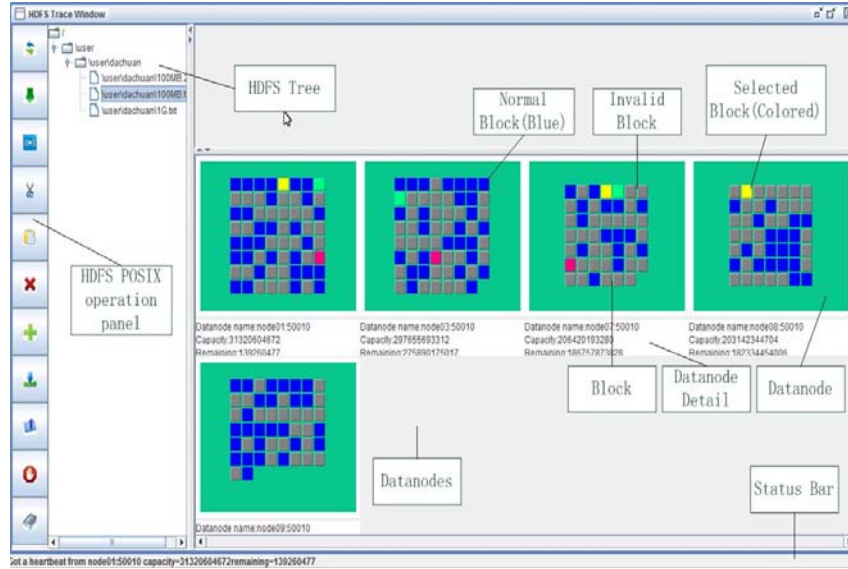 HDFS Trace Window
/
\user
\user\dachuan
\user\dachuan\100MB.2
\user\dachuan\100MB.t
\user\dachuan\1G.txt
HDFS Tree
Normal
Block(Blue)
Invalid
Block
Selected
Block(Colored)
HDFS POSIX
operation
panel
Datanode name:node01:50010
Capacity:31320604672
Remaining:139260477
Datanode name:node03:50010
Capacity:297655693312
Remaining:275890175017
Datanode name:node07:50010
Capacity:206420193280
Remaining:186757873828
Datanode name:node08:50010
Capacity:203142344704
Remaining:182334454006
Block
Datanode
Detail
Datanode
Datanodes
Datanode name:node09:50010
Status Bar
Got a heartbeat from node01:50010 capacity=31320604672remaining=139260477